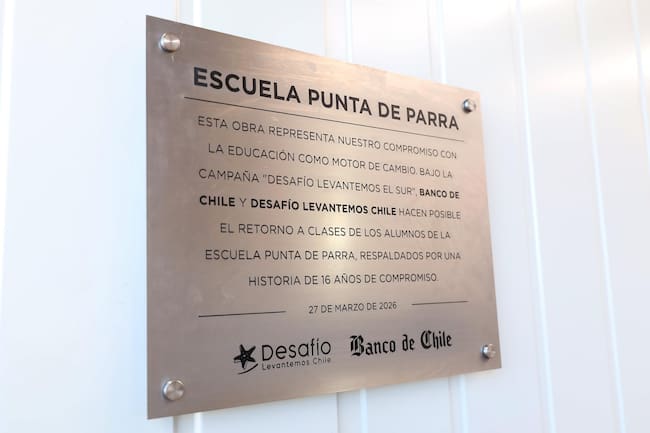 ESCUELA PUNTA DE PARRA
ESTA OBRA REPRESENTA NUESTRO COMPROMISO CON
LA EDUCACIÓN COMO MOTOR DE CAMBIO. BAJO LA
CAMPAÑA "DESAFÍO LEVANTEMOS EL SUR", BANCO DE
CHILE Y DESAFÍO LEVANTEMOS CHILE HACEN POSIBLE
EL RETORNO A CLASES DE LOS ALUMNOS DE LA
ESCUELA PUNTA DE PARRA, RESPALDADOS POR UNA
HISTORIA DE 16 AÑOS DE COMPROMISO.
27 DE MARZO DE 2026
Desafío
Levantemos Chile
Banco de Chile